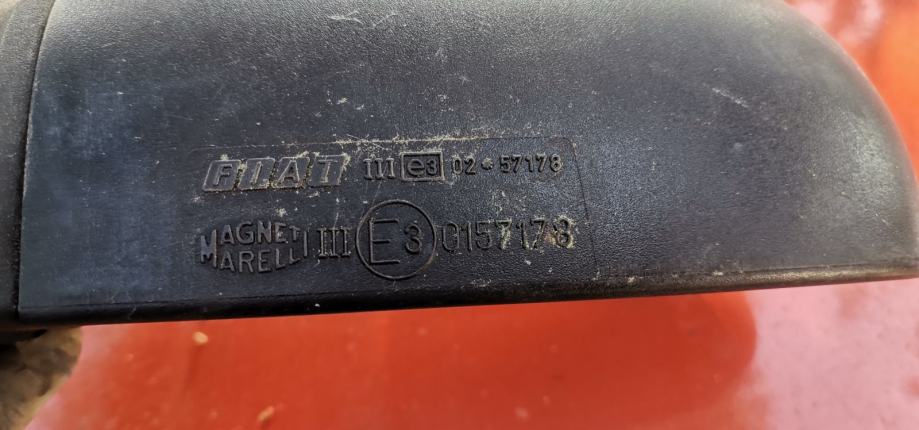 FIAT III e3 02*57178
MAGNETI MARELLI III E3 0157178